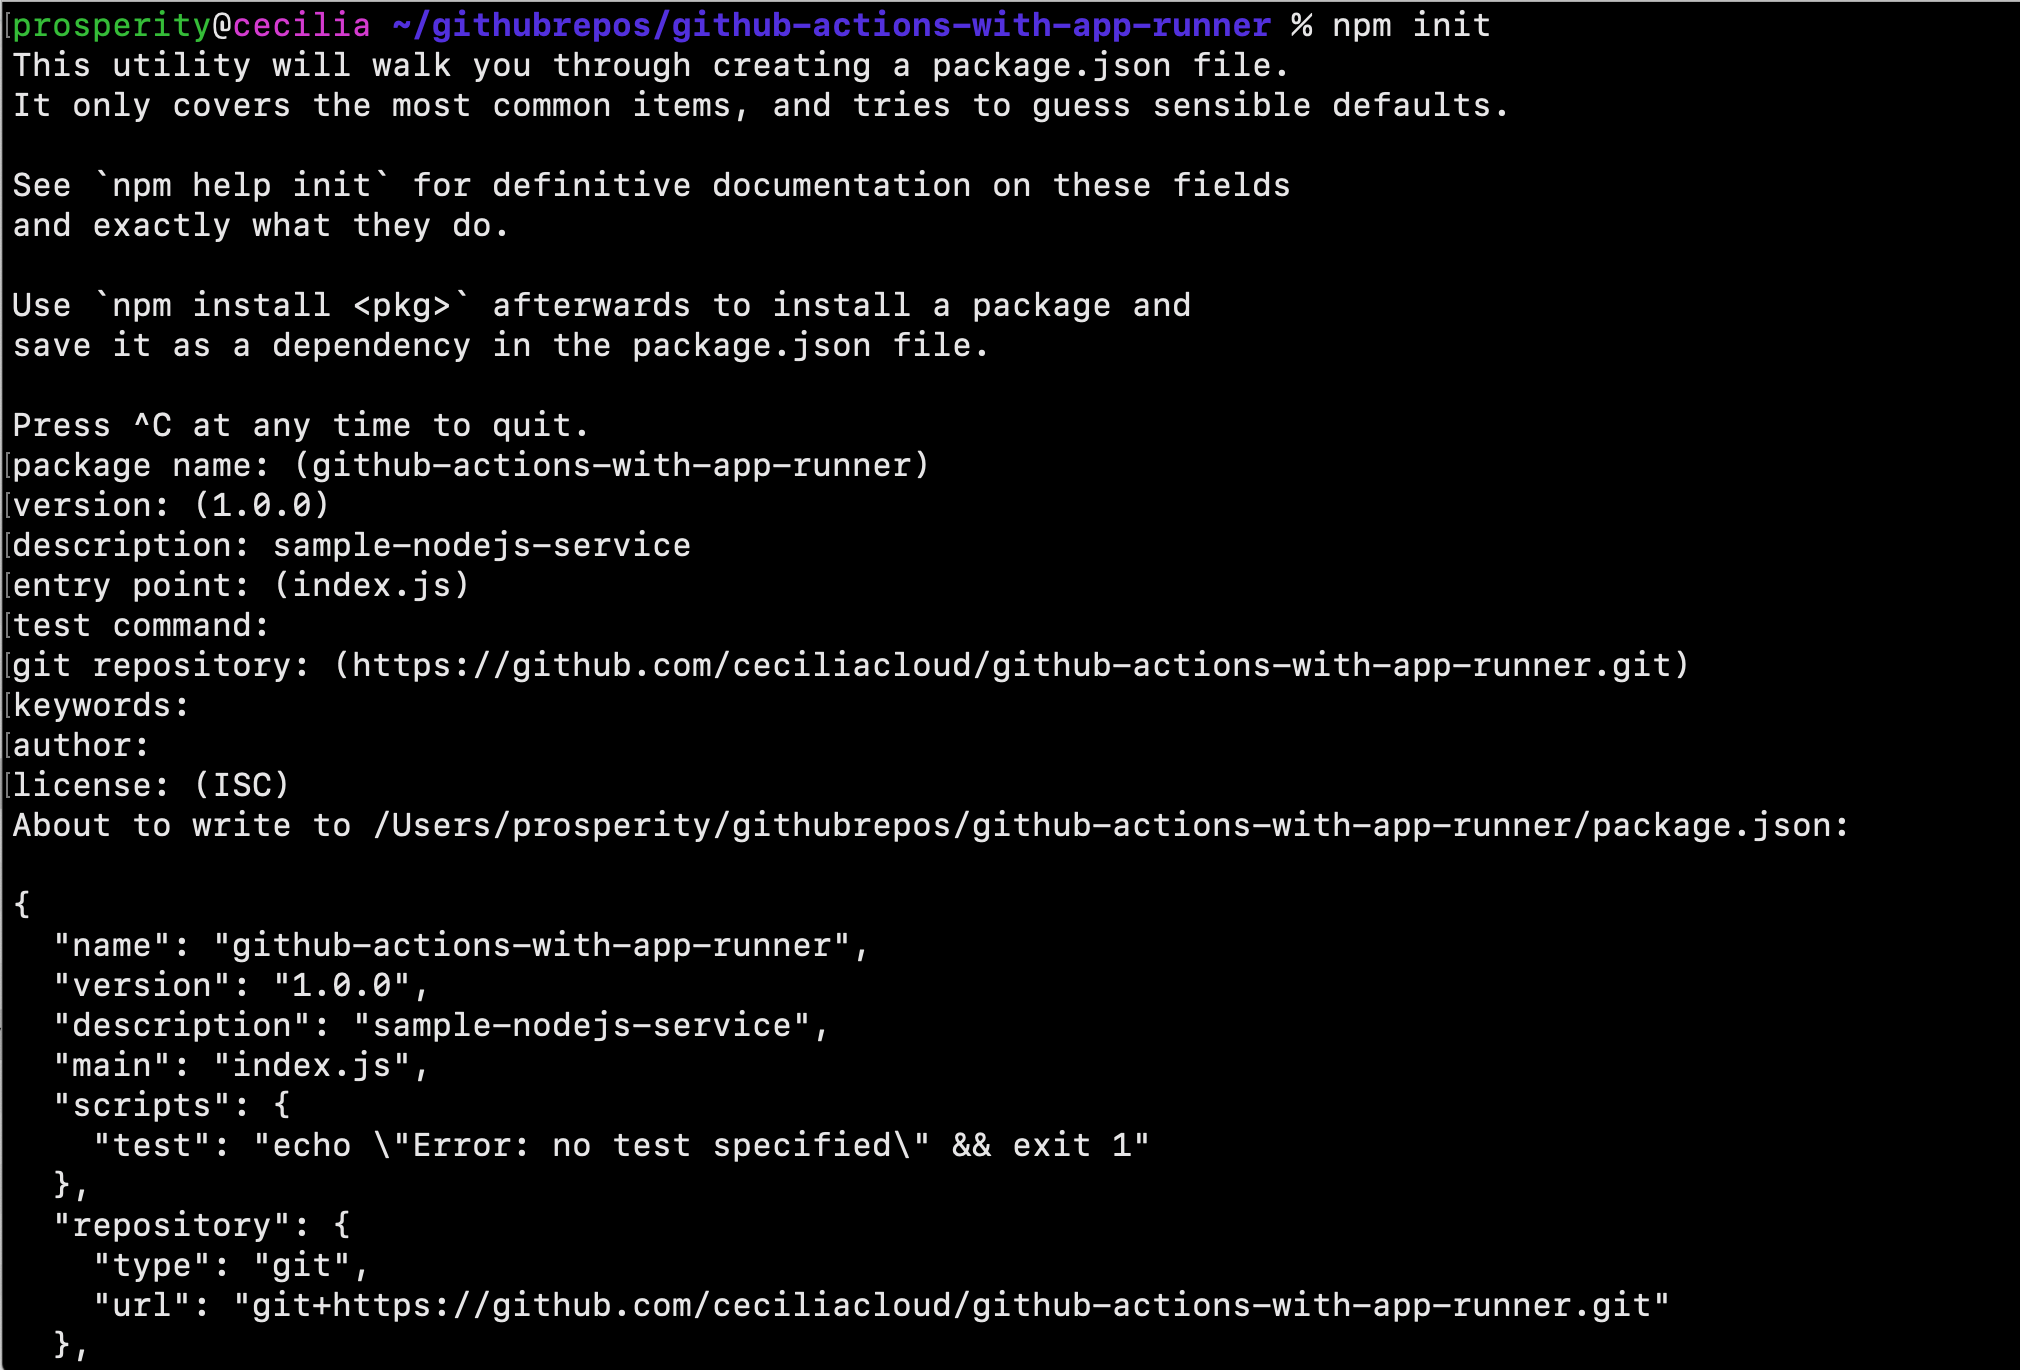 prosperity@cecilia ~/githubrepos/github-actions-with-app-runner % npm init
This utility will walk you through creating a package.json file.
It only covers the most common items, and tries to guess sensible defaults.

See `npm help init` for definitive documentation on these fields
and exactly what they do.

Use `npm install <pkg>` afterwards to install a package and
save it as a dependency in the package.json file.

Press ^C at any time to quit.
package name: (github-actions-with-app-runner)
version: (1.0.0)
description: sample-nodejs-service
entry point: (index.js)
test command:
git repository: (https://github.com/ceciliacloud/github-actions-with-app-runner.git)
keywords:
author:
license: (ISC)
About to write to /Users/prosperity/githubrepos/github-actions-with-app-runner/package.json:

{
  "name": "github-actions-with-app-runner",
  "version": "1.0.0",
  "description": "sample-nodejs-service",
  "main": "index.js",
  "scripts": {
    "test": "echo \"Error: no test specified\" && exit 1"
  },
  "repository": {
    "type": "git",
    "url": "git+https://github.com/ceciliacloud/github-actions-with-app-runner.git"
  },